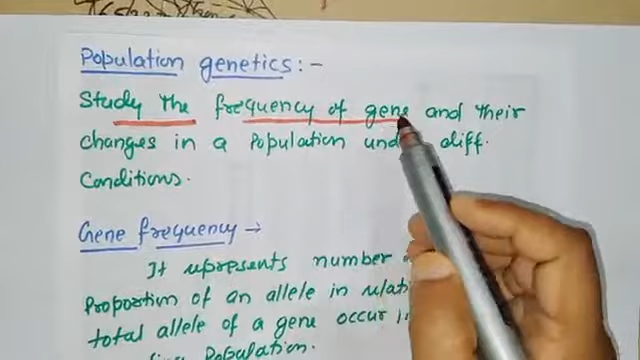 Population genetics :-
Study the frequency of gene and their
changes in a Population und diff.
Conditions.
Gene frequency →
It represents number
Proportion of an allele in relati
total allele of a gene occur i
Population.